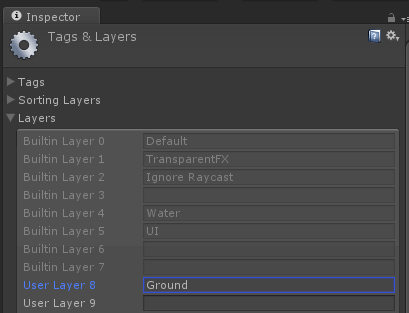 Inspector
Tags & Layers
Tags
Sorting Layers
Layers
Builtin Layer 0 Default
Builtin Layer 1 TransparentFX
Builtin Layer 2 Ignore Raycast
Builtin Layer 3
Builtin Layer 4 Water
Builtin Layer 5 UI
Builtin Layer 6
Builtin Layer 7
User Layer 8 Ground
User Layer 9